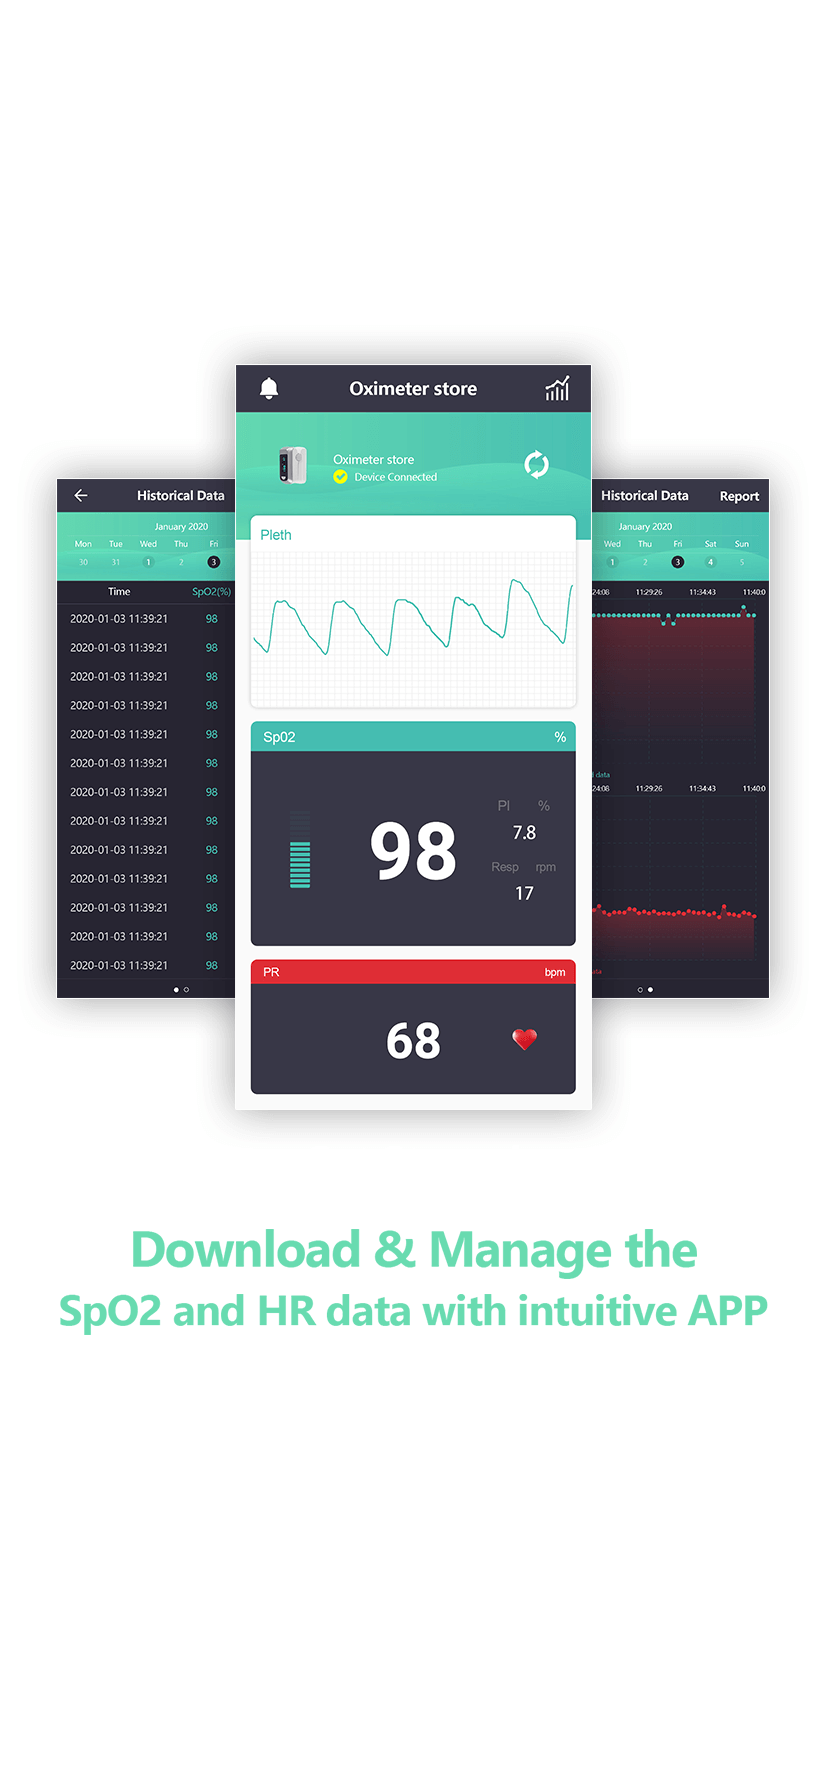 Oximeter store
Oximeter store
Device Connected
Pleth
Sp02 %
PI %
7.8
98
Resp rpm
17
PR bpm
68
Historical Data
January 2020
Mon Tue Wed Thu Fri
30 31 1 2 3
Time SpO2(%)
2020-01-03 11:39:21 98
2020-01-03 11:39:21 98
2020-01-03 11:39:21 98
2020-01-03 11:39:21 98
2020-01-03 11:39:21 98
2020-01-03 11:39:21 98
2020-01-03 11:39:21 98
2020-01-03 11:39:21 98
2020-01-03 11:39:21 98
2020-01-03 11:39:21 98
2020-01-03 11:39:21 98
2020-01-03 11:39:21 98
2020-01-03 11:39:21 98
Historical Data Report
January 2020
Wed Thu Fri Sat Sun
1 2 3 4 5
24:08 11:29:26 11:34:43 11:40:0
data
24:08 11:29:26 11:34:43 11:40:0
Download & Manage the
SpO2 and HR data with intuitive APP